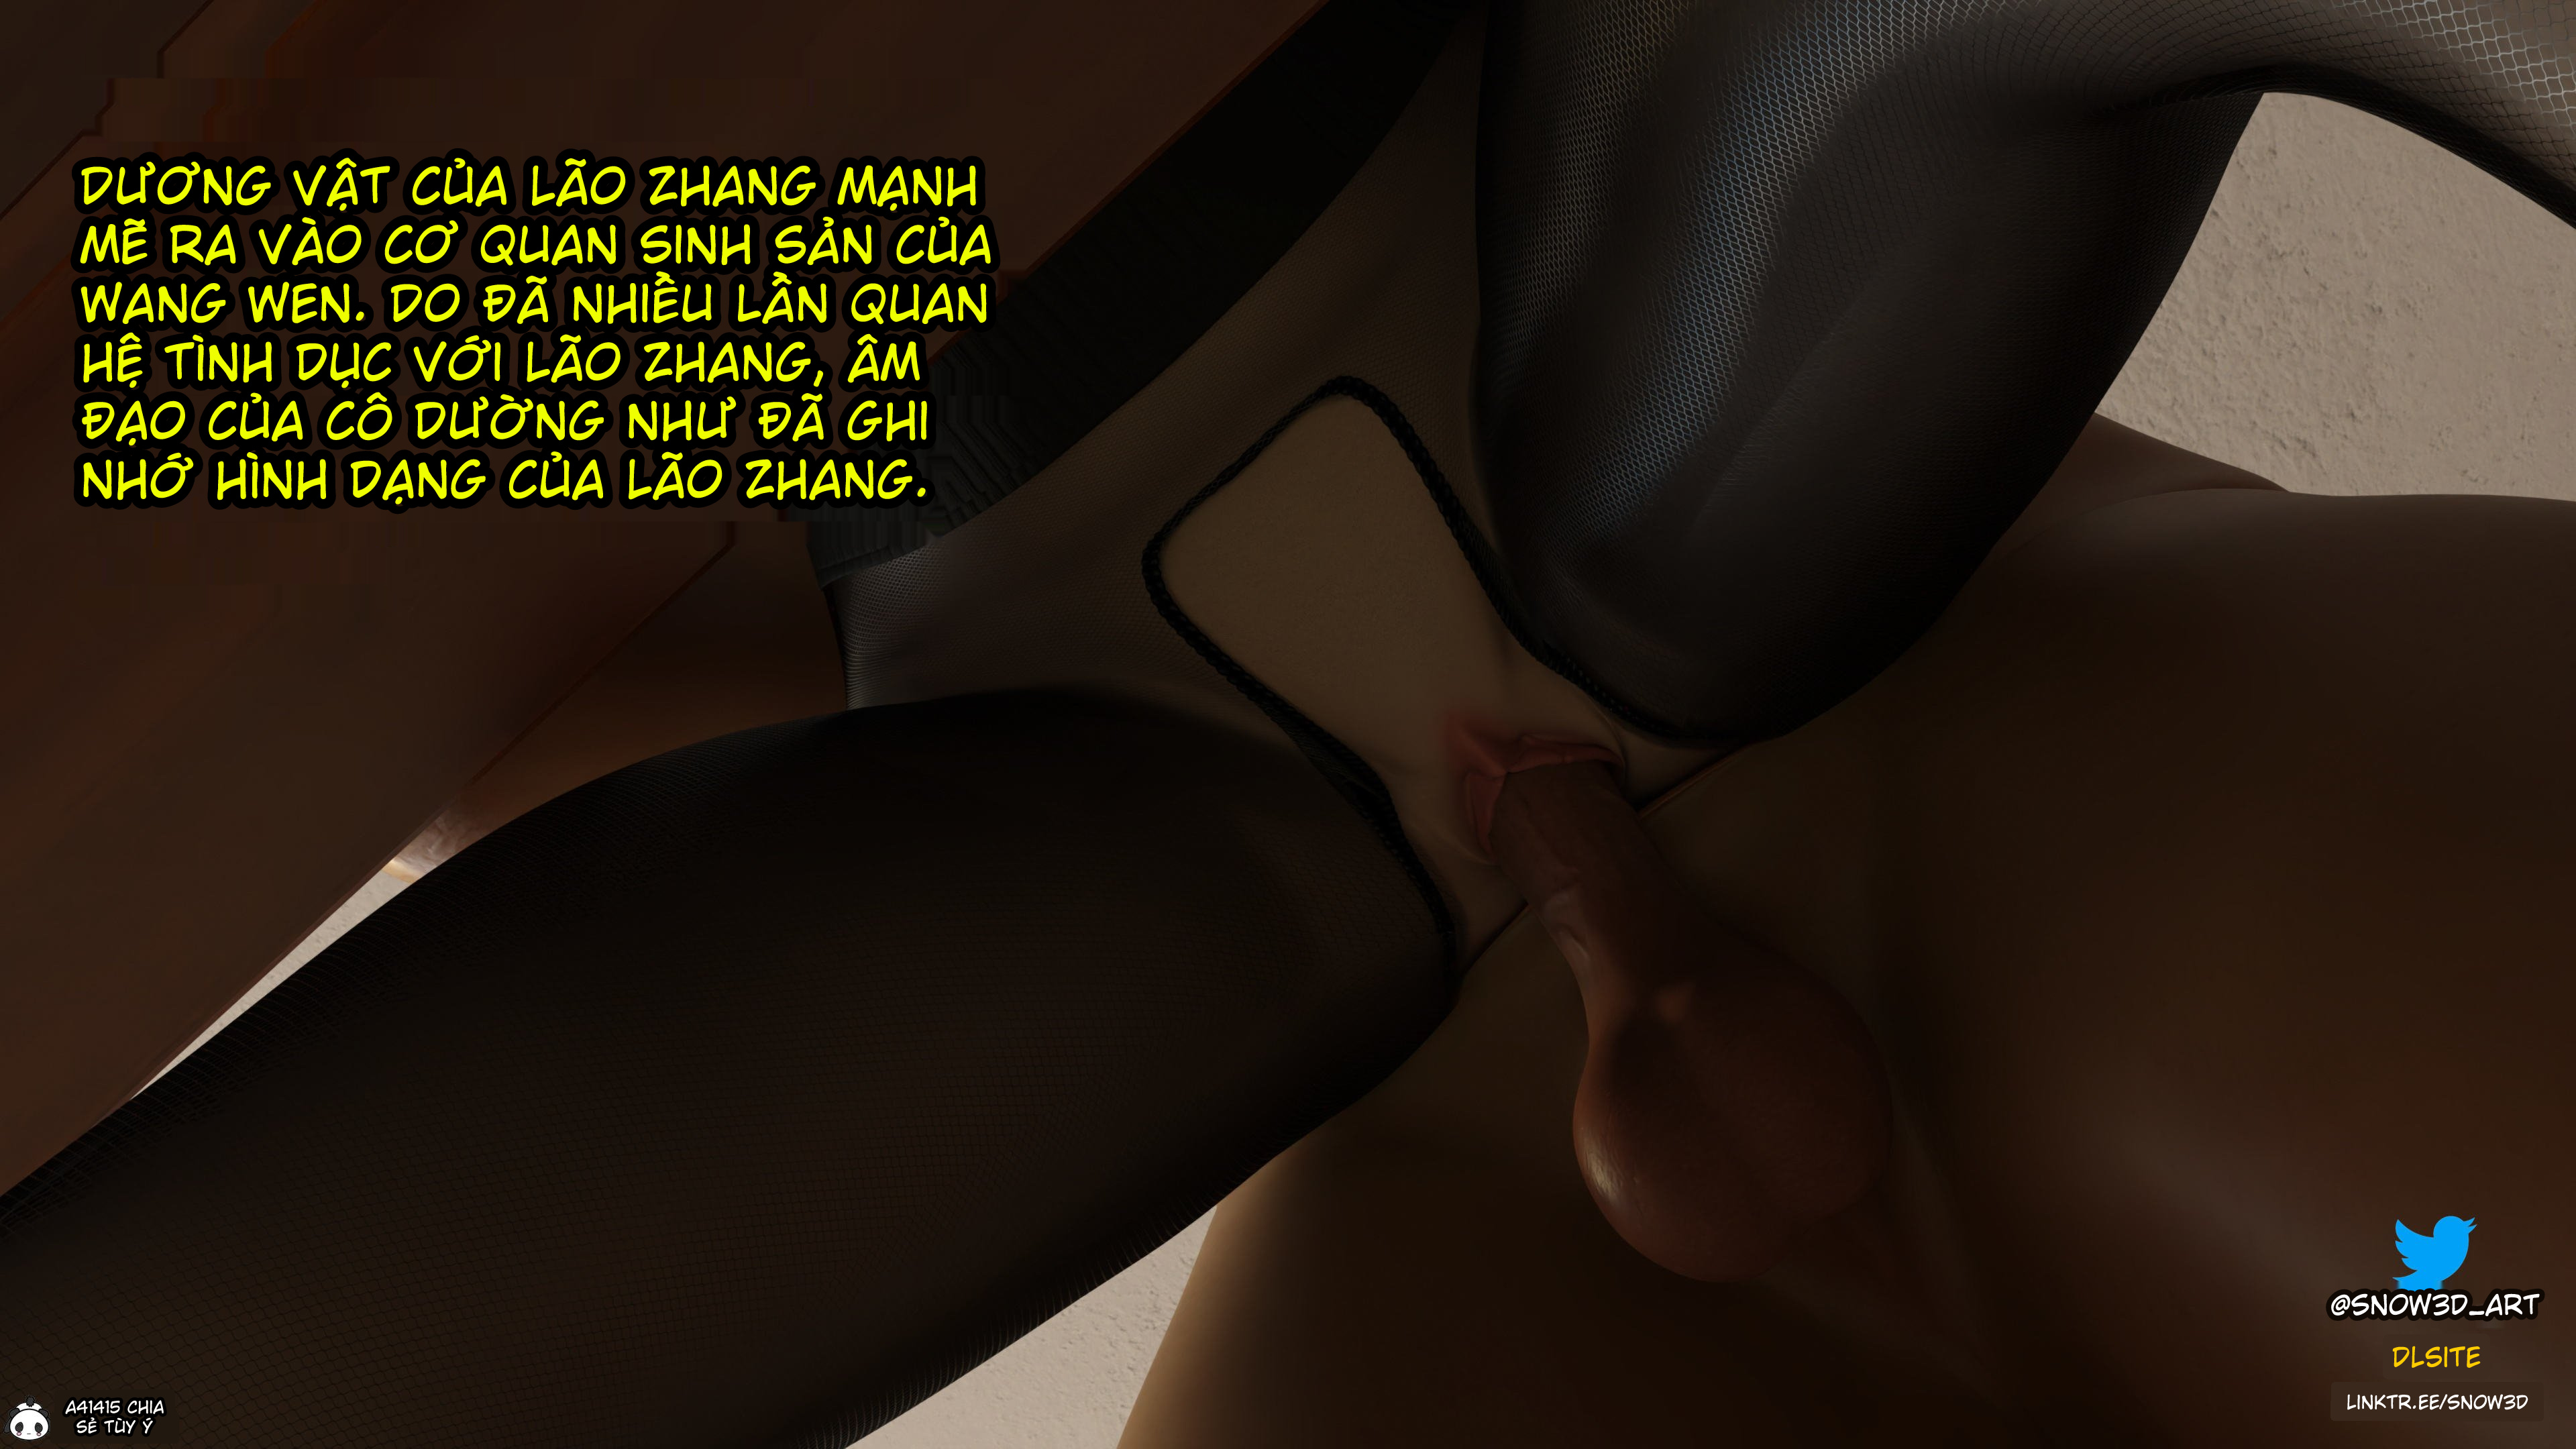 DƯƠNG VẬT CỦA LÃO ZHANG MẠNH
MẼ RA VÀO CƠ QUAN SINH SẢN CỦA
WANG WEN. DO ĐÃ NHIỀU LẦN QUAN
HỆ TÌNH DỤC VỚI LÃO ZHANG, ÂM
ĐẠO CỦA CÔ DƯỜNG NHƯ ĐÃ GHI
NHỚ HÌNH DẠNG CỦA LÃO ZHANG.
@SNOW3D_ART
DLSITE
LINKTR.EE/SNOW3D
A41415 CHIA
SẺ TÙY Ý